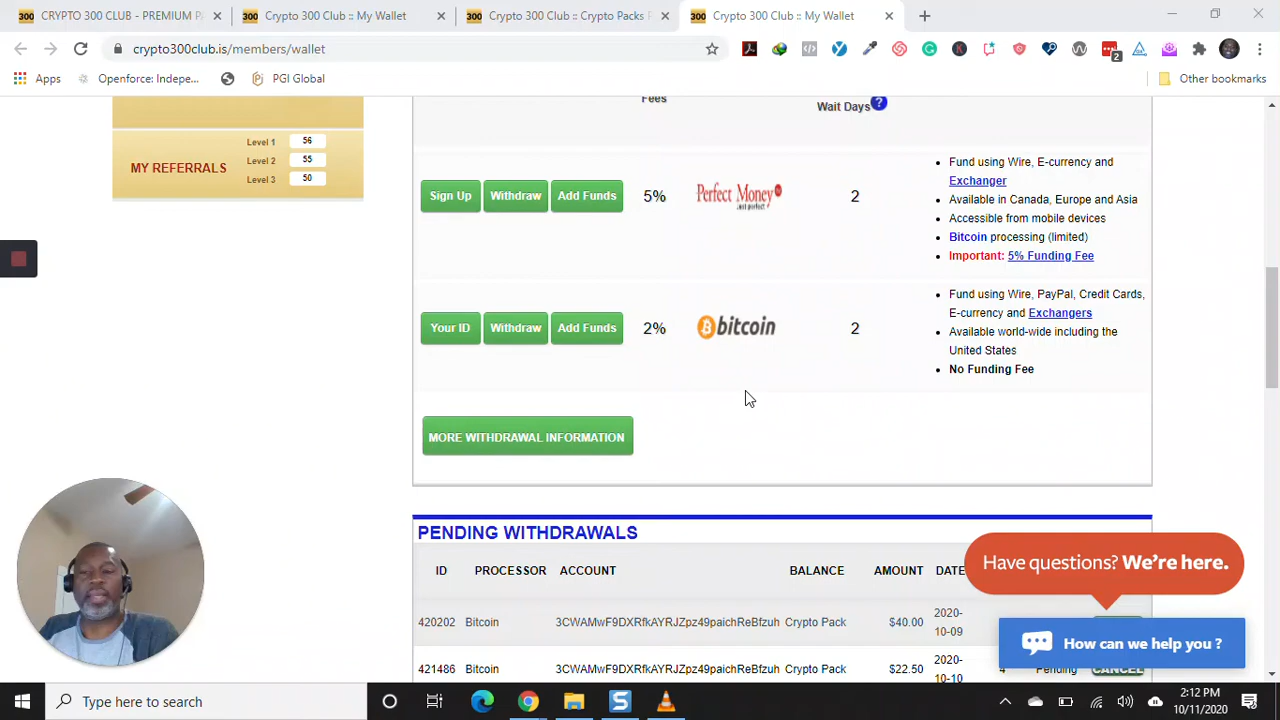 CRYPTO 300 CLUB - PREMIUM PA
Crypto 300 Club :: My Wallet
Crypto 300 Club :: Crypto Packs P
Crypto 300 Club :: My Wallet
crypto300club.is/members/wallet
Apps
Openforce: Indepe...
PGI Global
Other bookmarks
Fees
Wait Days ?
MY REFERRALS
Level 1 56
Level 2 55
Level 3 50
Sign Up Withdraw Add Funds 5% Perfect Money ...just perfect 2
Fund using Wire, E-currency and
Exchanger
Available in Canada, Europe and Asia
Accessible from mobile devices
Bitcoin processing (limited)
Important: 5% Funding Fee
Your ID Withdraw Add Funds 2% bitcoin 2
Fund using Wire, PayPal, Credit Cards,
E-currency and Exchangers
Available world-wide including the
United States
No Funding Fee
MORE WITHDRAWAL INFORMATION
PENDING WITHDRAWALS
ID PROCESSOR ACCOUNT BALANCE AMOUNT DATE
420202 Bitcoin 3CWAMwF9DXRfkAYRJZpz49paichReBfzuh Crypto Pack $40.00 2020-
10-09
421486 Bitcoin 3CWAMwF9DXRfkAYRJZpz49paichReBfzuh Crypto Pack $22.50 2020-
10-10 4 Pending CANCEL
Have questions? We're here.
How can we help you ?
Type here to search
2:12 PM
10/11/2020